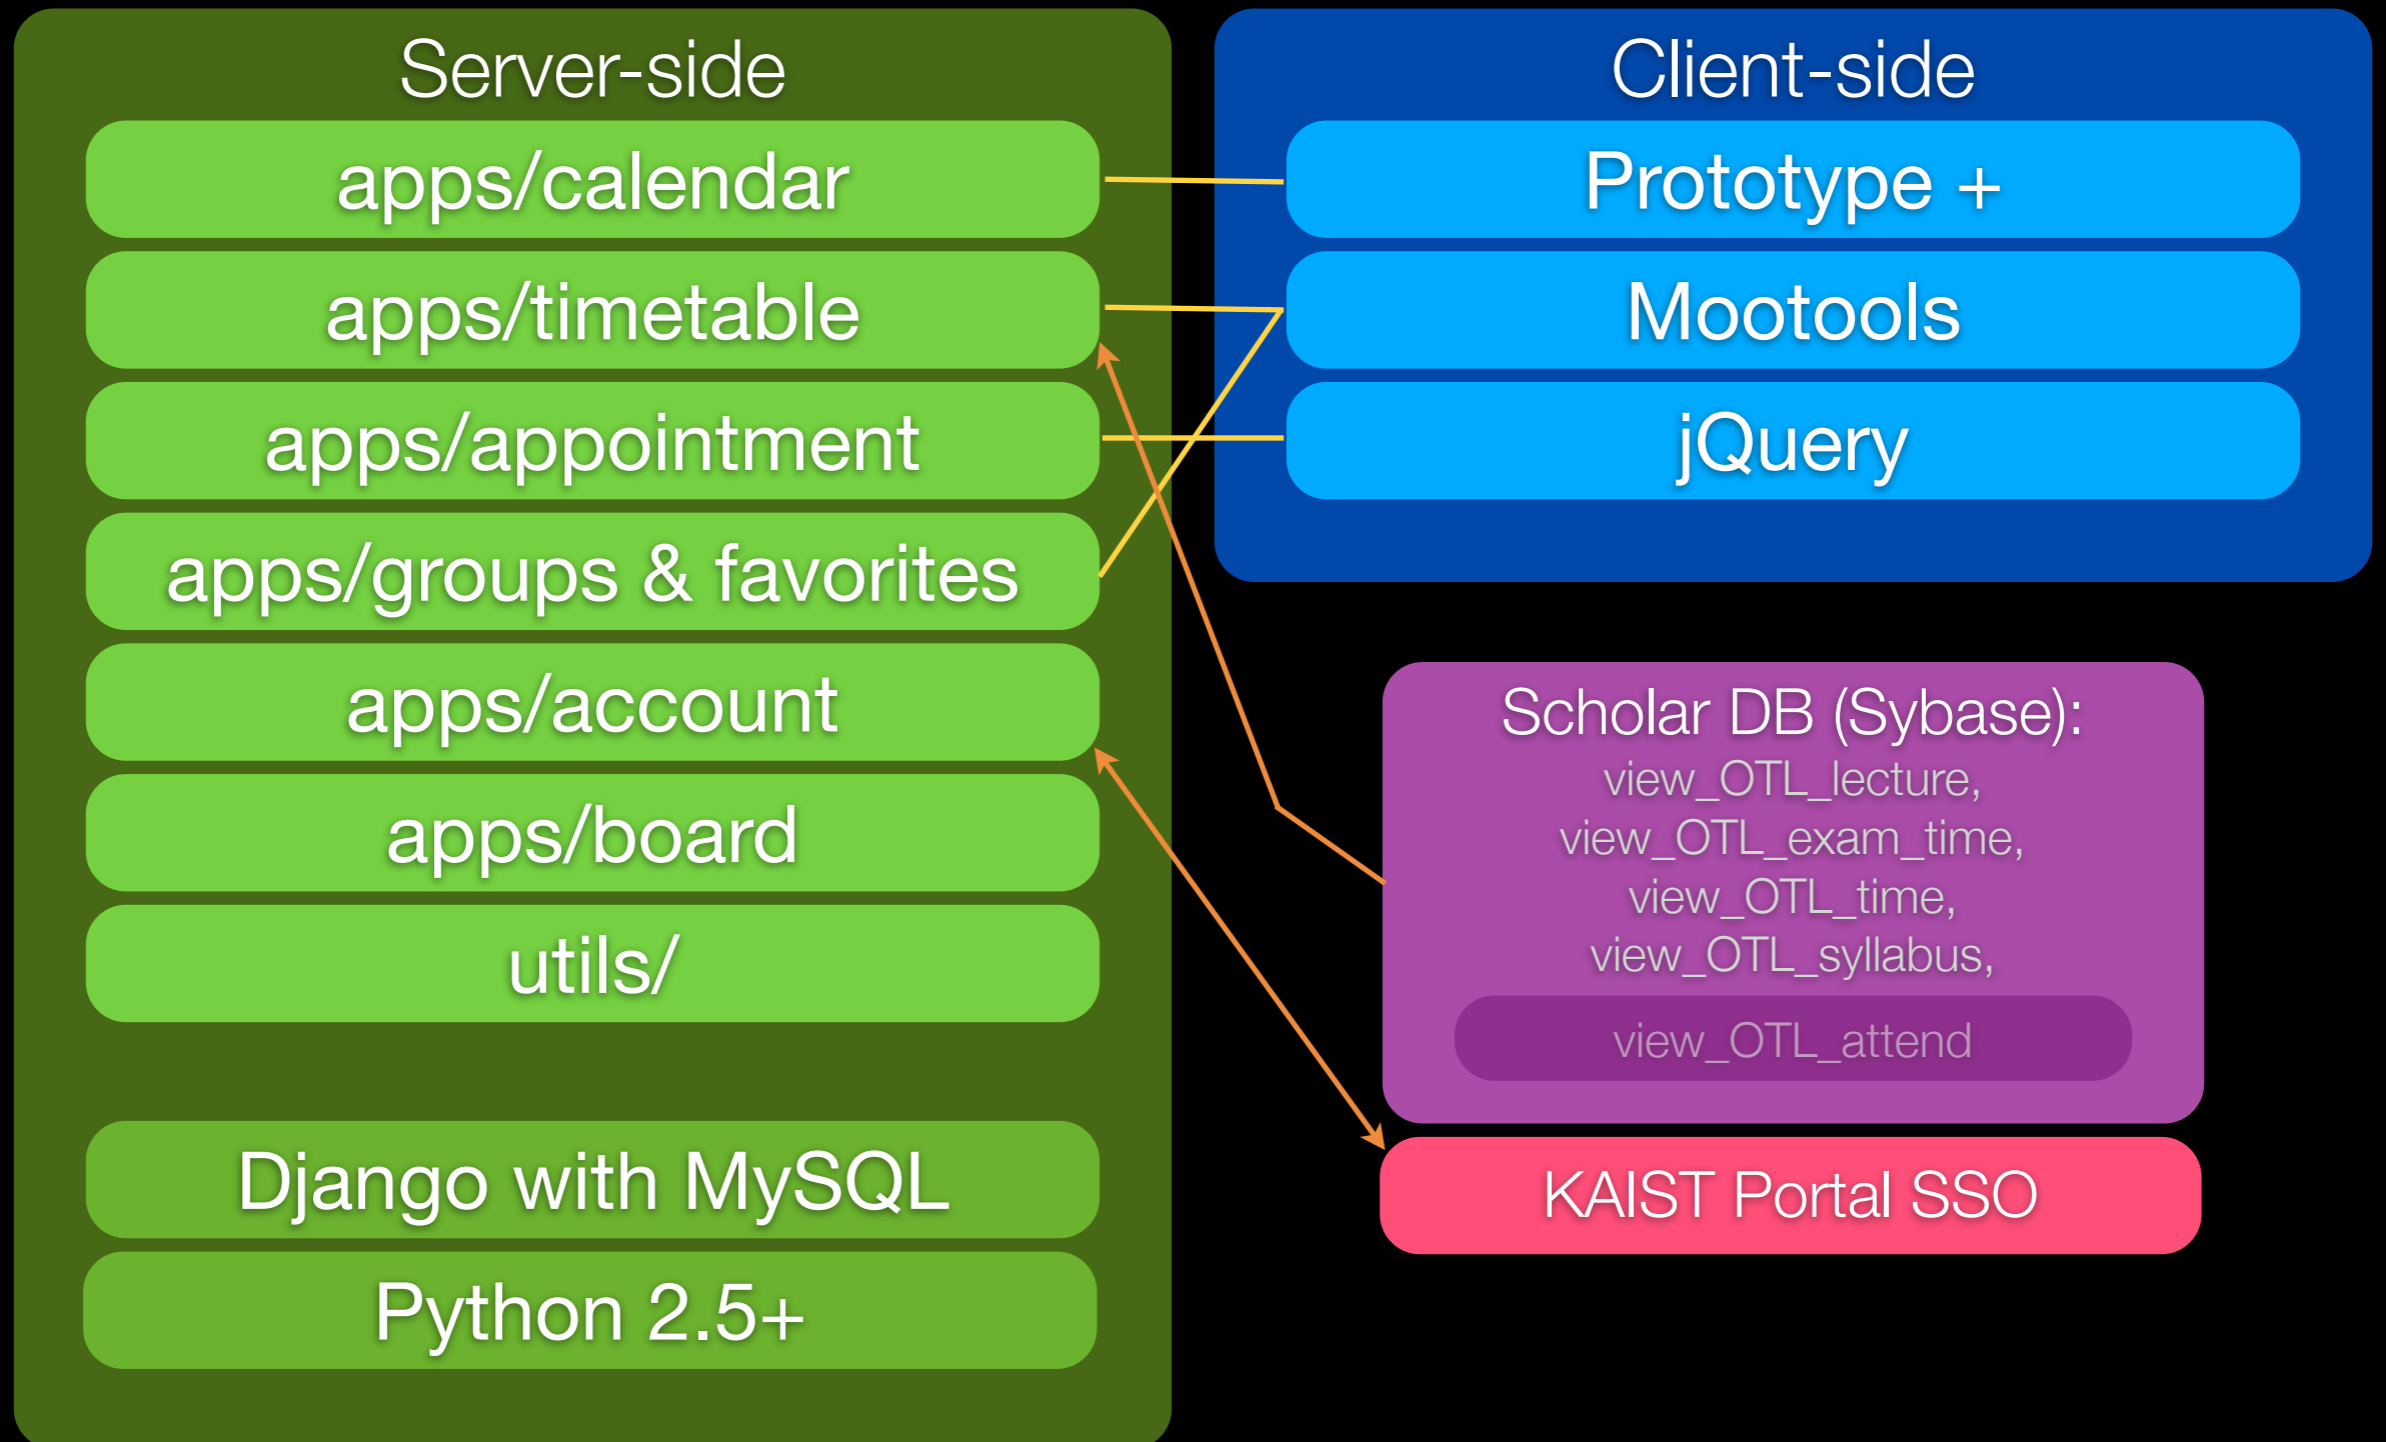 Server-side
apps/calendar
apps/timetable
apps/appointment
apps/groups & favorites
apps/account
apps/board
utils/
Django with MySQL
Python 2.5+
Client-side
Prototype +
Mootools
jQuery
Scholar DB (Sybase):
view_OTL_lecture,
view_OTL_exam_time,
view_OTL_time,
view_OTL_syllabus,
view_OTL_attend
KAIST Portal SSO